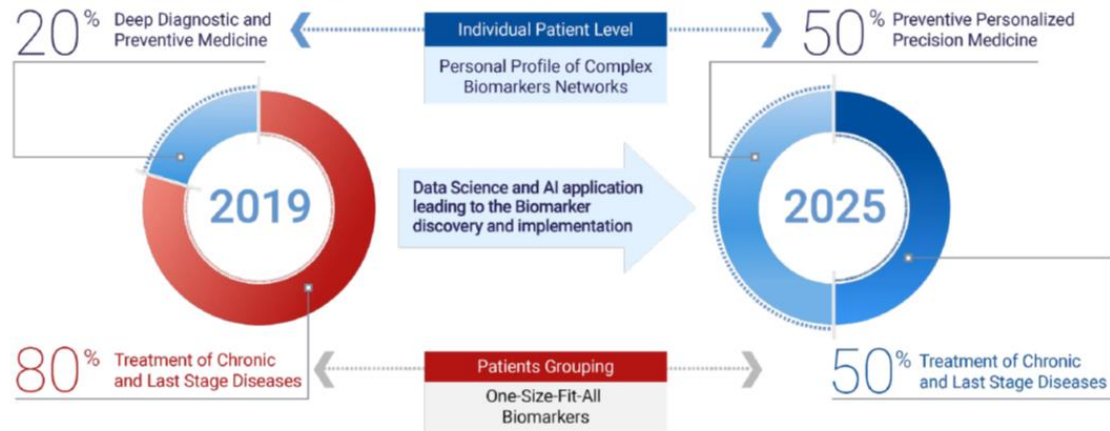 20% Deep Diagnostic and
Preventive Medicine
Individual Patient Level
Personal Profile of Complex
Biomarkers Networks
50% Preventive Personalized
Precision Medicine
2019
Data Science and AI application
leading to the Biomarker
discovery and implementation
2025
80% Treatment of Chronic
and Last Stage Diseases
Patients Grouping
One-Size-Fit-All
Biomarkers
50% Treatment of Chronic
and Last Stage Diseases